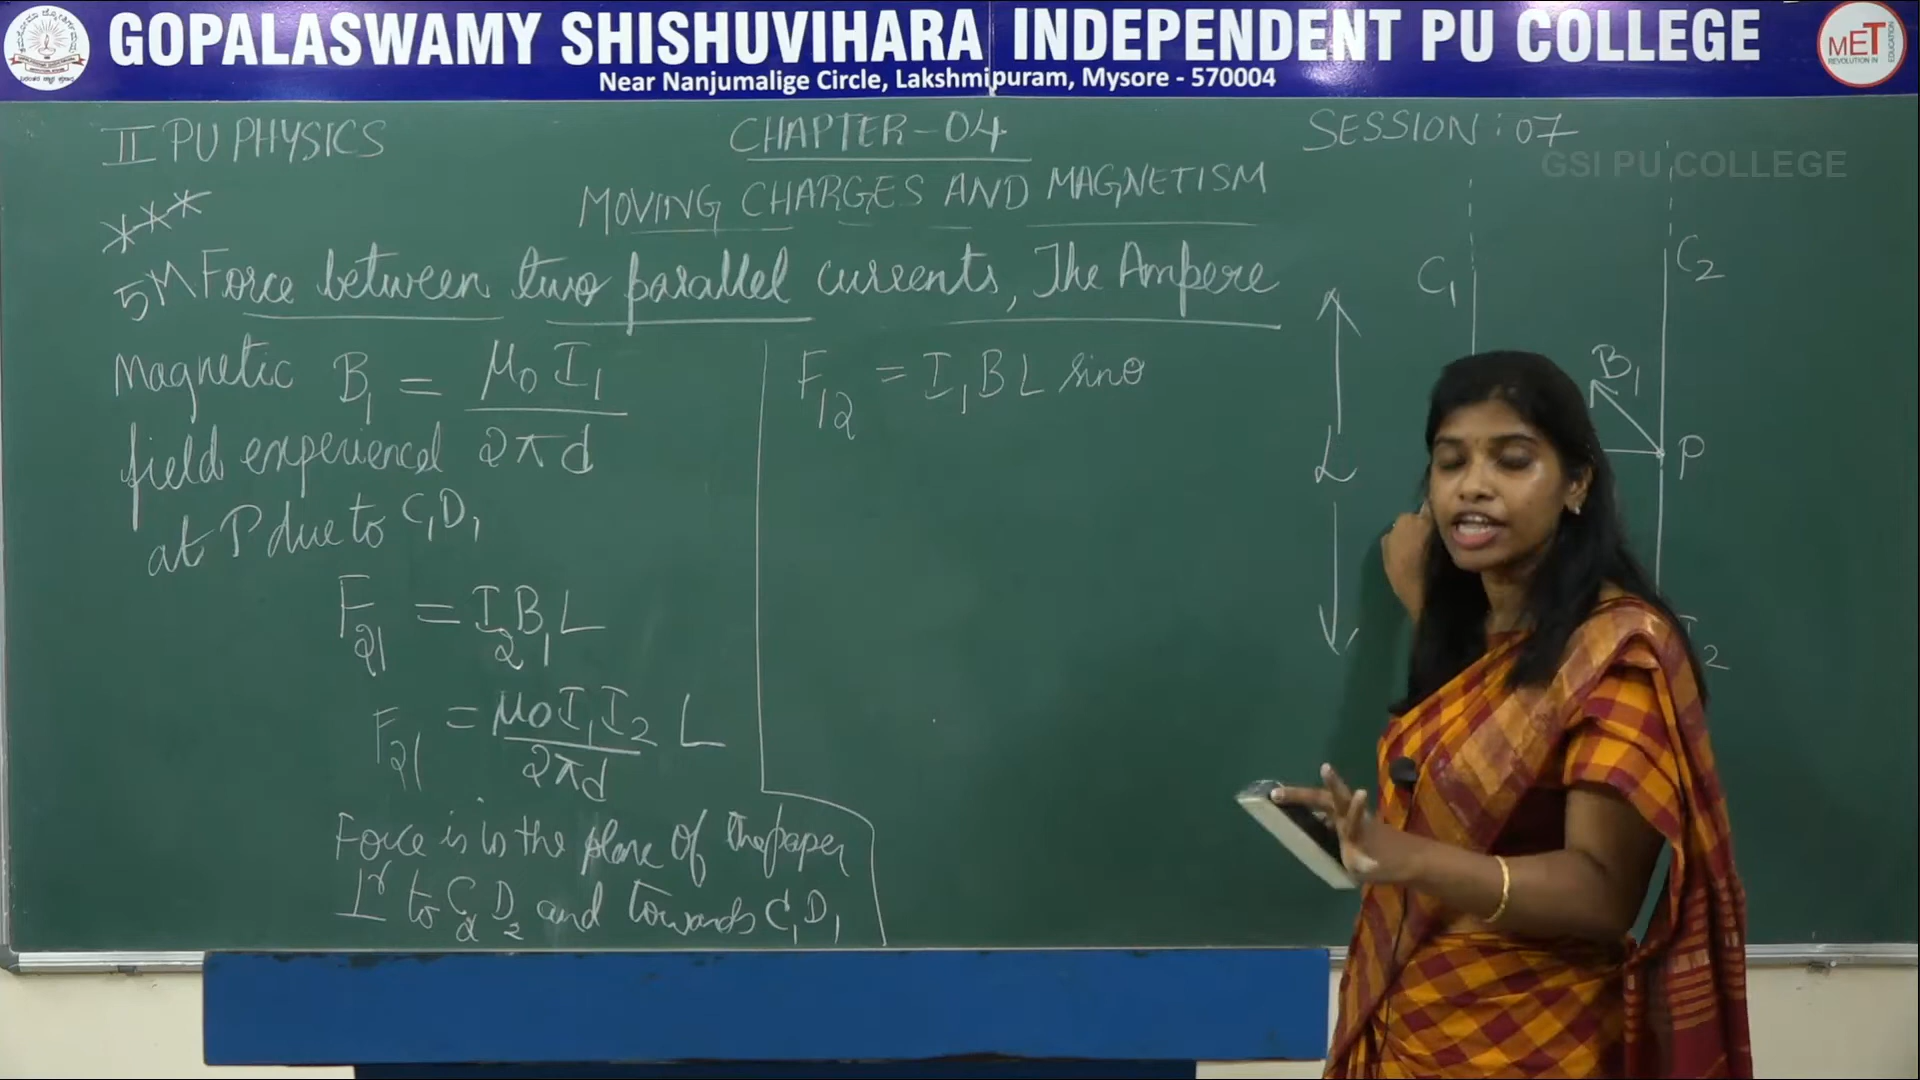 GOPALASWAMY SHISHUVIHARA INDEPENDENT PU COLLEGE
Near Nanjumalige Circle, Lakshmipuram, Mysore - 570004
MET
REVOLUTION IN EDUCATION
II PU PHYSICS
CHAPTER-04
SESSION: 07
GSI PU COLLEGE
MOVING CHARGES AND MAGNETISM
***
5M Force between two parallel currents, The Ampere
Magnetic B₁ = μ₀ I₁ / 2πd
field experienced
at P due to C₁D₁
F₂₁ = I₂B₁L
F₂₁ = μ₀I₁I₂ / 2πd L
Force is in the plane of the paper
⊥ʳ to C₂D₂ and towards C₁D₁
F₁₂ = I₁BL sinθ
C₁
C₂
B₁
P
L
I₂